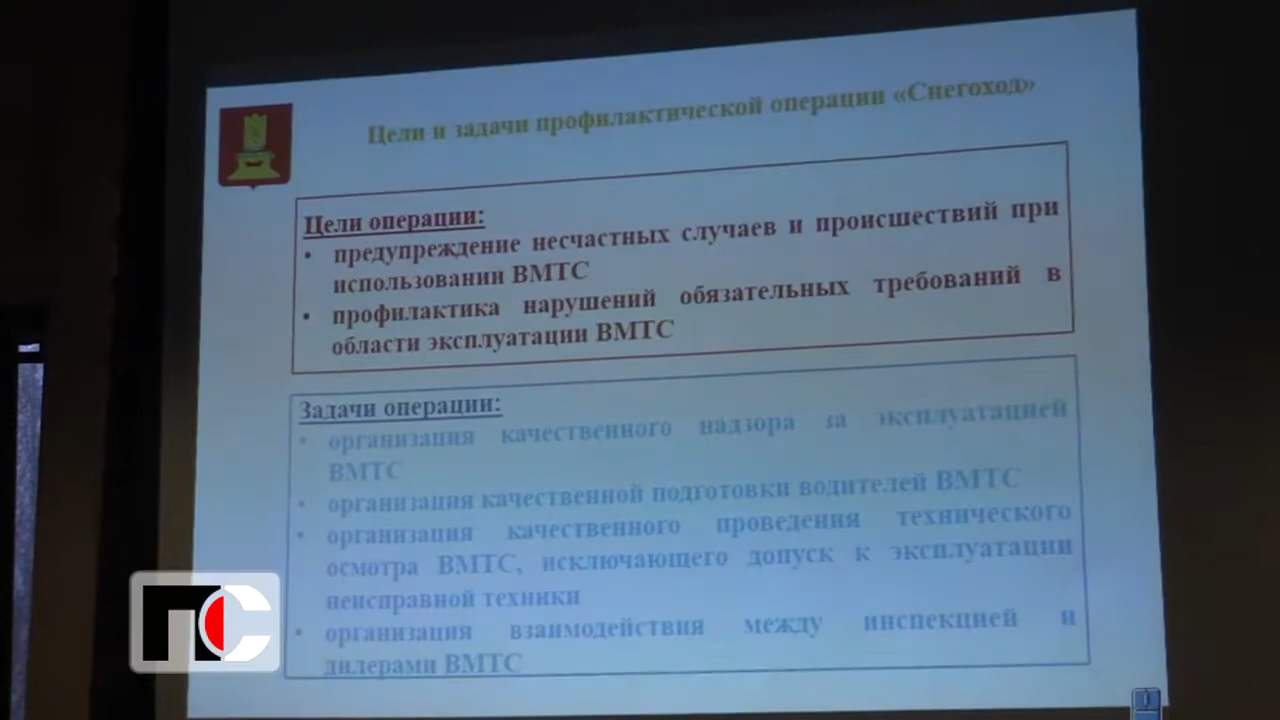 Цели и задачи профилактической операции «Снегоход»
Цели операции:
• предупреждение несчастных случаев и происшествий при
использовании ВМТС
• профилактика нарушений обязательных требований в
области эксплуатации ВМТС
Задачи операции:
• организация качественного надзора за эксплуатацией
ВМТС
• организация качественной подготовки водителей ВМТС
• организация качественного проведения технического
осмотра ВМТС, исключающего допуск к эксплуатации
неисправной техники
• организация взаимодействия между инспекцией и
дилерами ВМТС
ПС